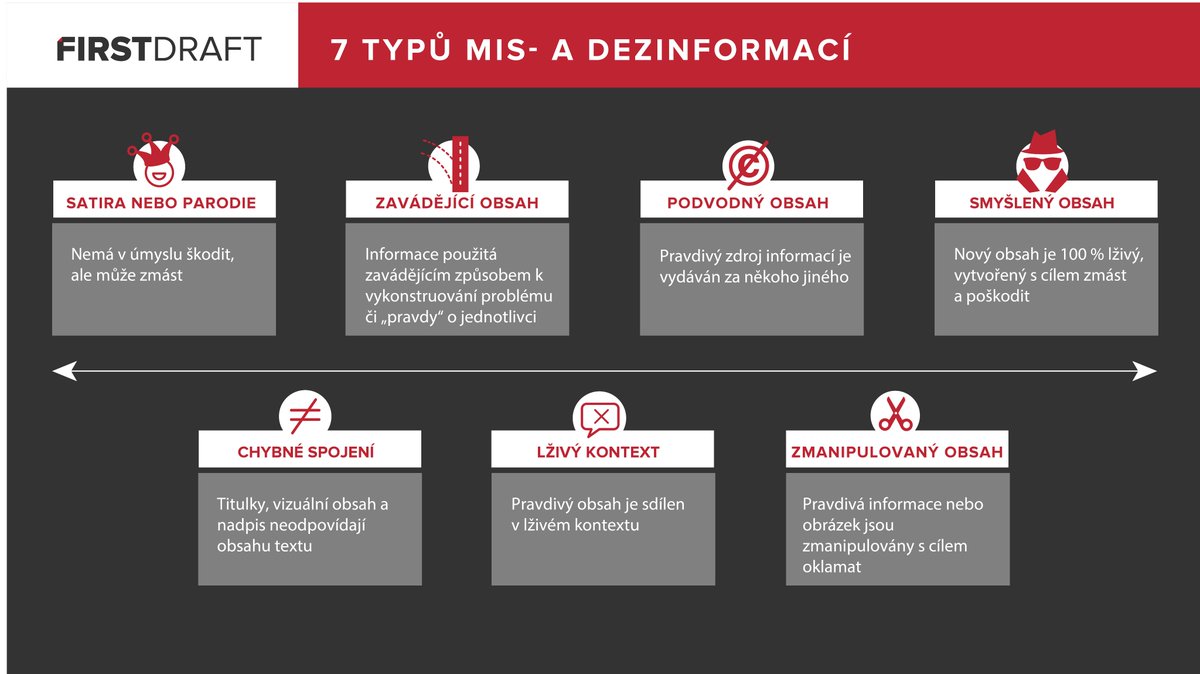 FIRSTDRAFT
7 TYPŮ MIS- A DEZINFORMACÍ
SATIRA NEBO PARODIE
Nemá v úmyslu škodit,
ale může zmást
ZAVÁDĚJÍCÍ OBSAH
Informace použitá
zavádějícím způsobem k
vykonstruování problému
či „pravdy“ o jednotlivci
PODVODNÝ OBSAH
Pravdivý zdroj informací je
vydáván za někoho jiného
SMYŠLENÝ OBSAH
Nový obsah je 100 % lživý,
vytvořený s cílem zmást
a poškodit
CHYBNÉ SPOJENÍ
Titulky, vizuální obsah a
nadpis neodpovídají
obsahu textu
LŽIVÝ KONTEXT
Pravdivý obsah je sdílen
v lživém kontextu
ZMANIPULOVANÝ OBSAH
Pravdivá informace nebo
obrázek jsou
zmanipulovány s cílem
oklamat